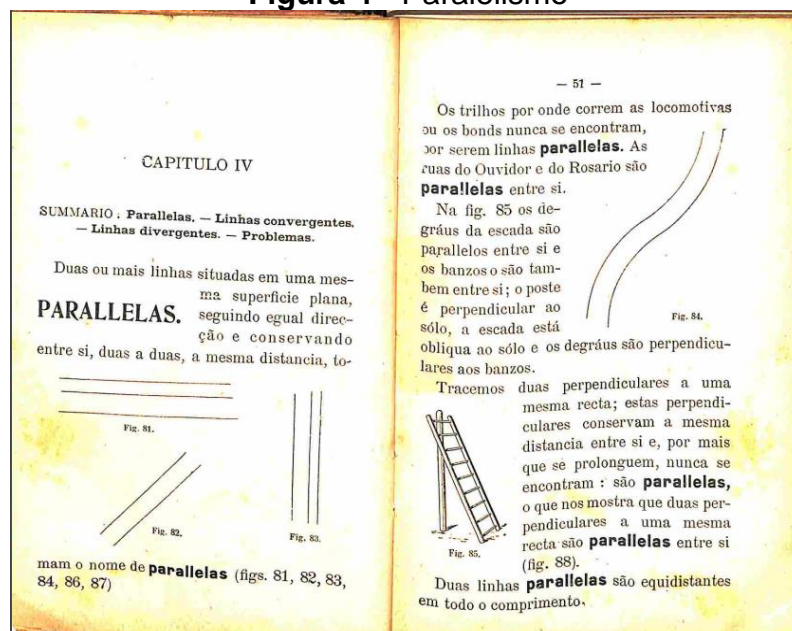 Figura 4 - Paralelismo
CAPITULO IV
SUMMARIO : Parallelas. — Linhas convergentes.
— Linhas divergentes. — Problemas.
Duas ou mais linhas situadas em uma mes-
ma superficie plana,
PARALLELAS. seguindo egual direc-
ção e conservando
entre si, duas a duas, a mesma distancia, to-
Fig. 81.
Fig. 82.
Fig. 83.
mam o nome de parallelas (figs. 81, 82, 83,
84, 86, 87)
— 51 —
Os trilhos por onde correm as locomotivas
ou os bonds nunca se encontram,
por serem linhas parallelas. As
ruas do Ouvidor e do Rosario são
parallelas entre si.
Na fig. 85 os de-
gráus da escada são
parallelos entre si e
os banzos o são tam-
bem entre si; o poste
é perpendicular ao
sólo, a escada está
Fig. 84.
obliqua ao sólo e os degráus são perpendicu-
lares aos banzos.
Tracemos duas perpendiculares a uma
mesma recta; estas perpendi-
culares conservam a mesma
distancia entre si e, por mais
que se prolonguem, nunca se
encontram : são parallelas,
o que nos mostra que duas per-
pendiculares a uma mesma
recta são parallelas entre si
(fig. 88).
Fig. 85.
Duas linhas parallelas são equidistantes
em todo o comprimento.